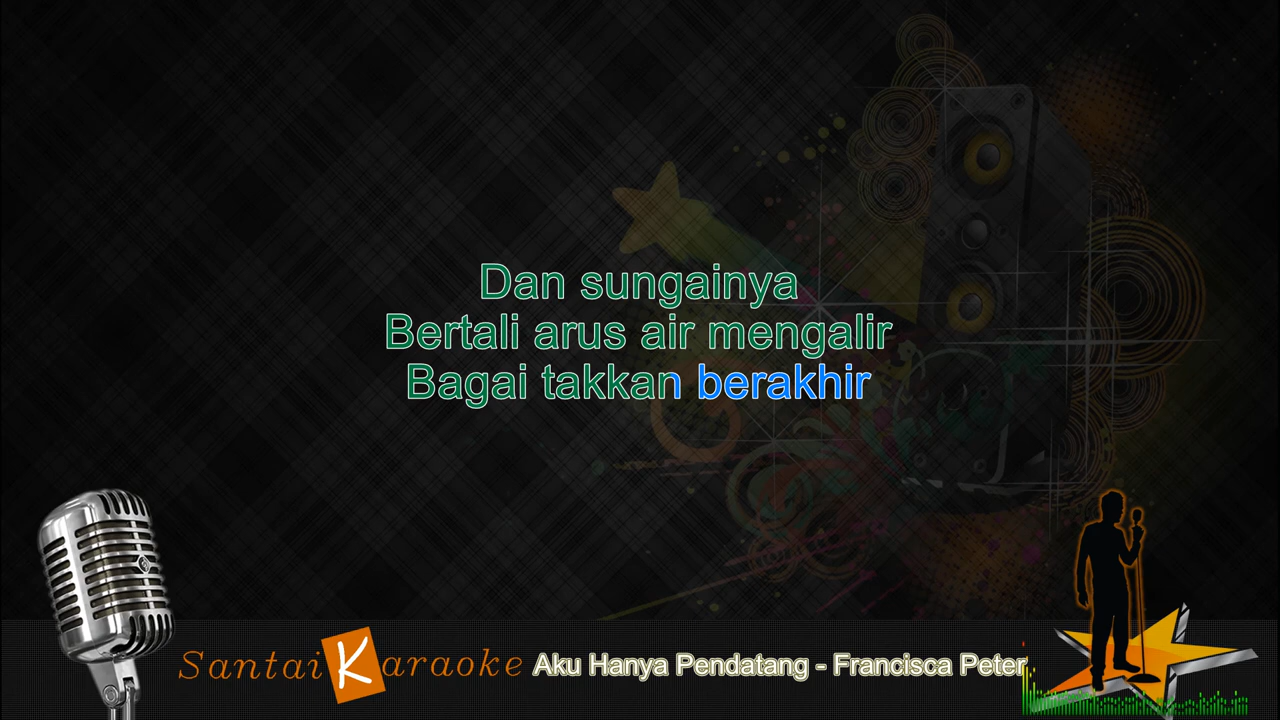 Dan sungainya
Bertali arus air mengalir
Bagai takkan berakhir
Santai Karaoke Aku Hanya Pendatang - Francisca Peter